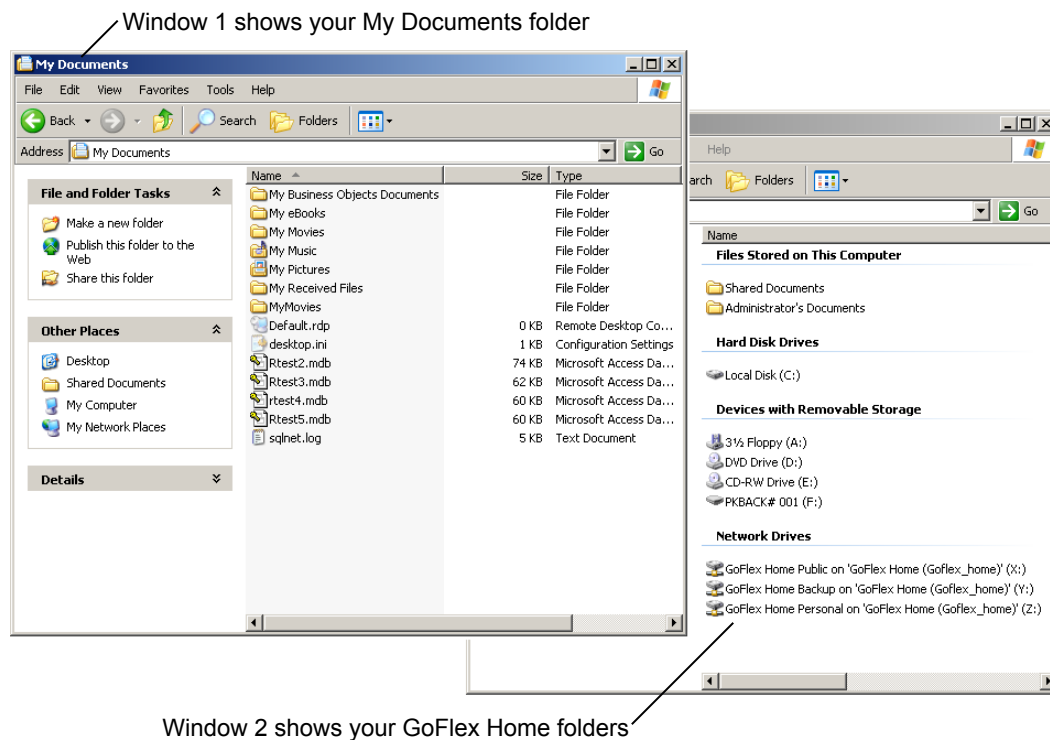 Window 1 shows your My Documents folder
My Documents
File Edit View Favorites Tools Help
Back Search Folders
Address My Documents Go
File and Folder Tasks
Make a new folder
Publish this folder to the
Web
Share this folder
Other Places
Desktop
Shared Documents
My Computer
My Network Places
Details
Name Size Type
My Business Objects Documents File Folder
My eBooks File Folder
My Movies File Folder
My Music File Folder
My Pictures File Folder
My Received Files File Folder
MyMovies File Folder
Default.rdp 0 KB Remote Desktop Co...
desktop.ini 1 KB Configuration Settings
Rtest2.mdb 74 KB Microsoft Access Da...
Rtest3.mdb 62 KB Microsoft Access Da...
rtest4.mdb 60 KB Microsoft Access Da...
Rtest5.mdb 60 KB Microsoft Access Da...
sqlnet.log 5 KB Text Document
Help
arch Folders
Go
Name
Files Stored on This Computer
Shared Documents
Administrator's Documents
Hard Disk Drives
Local Disk (C:)
Devices with Removable Storage
3½ Floppy (A:)
DVD Drive (D:)
CD-RW Drive (E:)
PKBACK# 001 (F:)
Network Drives
GoFlex Home Public on 'GoFlex Home (Goflex_home)' (X:)
GoFlex Home Backup on 'GoFlex Home (Goflex_home)' (Y:)
GoFlex Home Personal on 'GoFlex Home (Goflex_home)' (Z:)
Window 2 shows your GoFlex Home folders